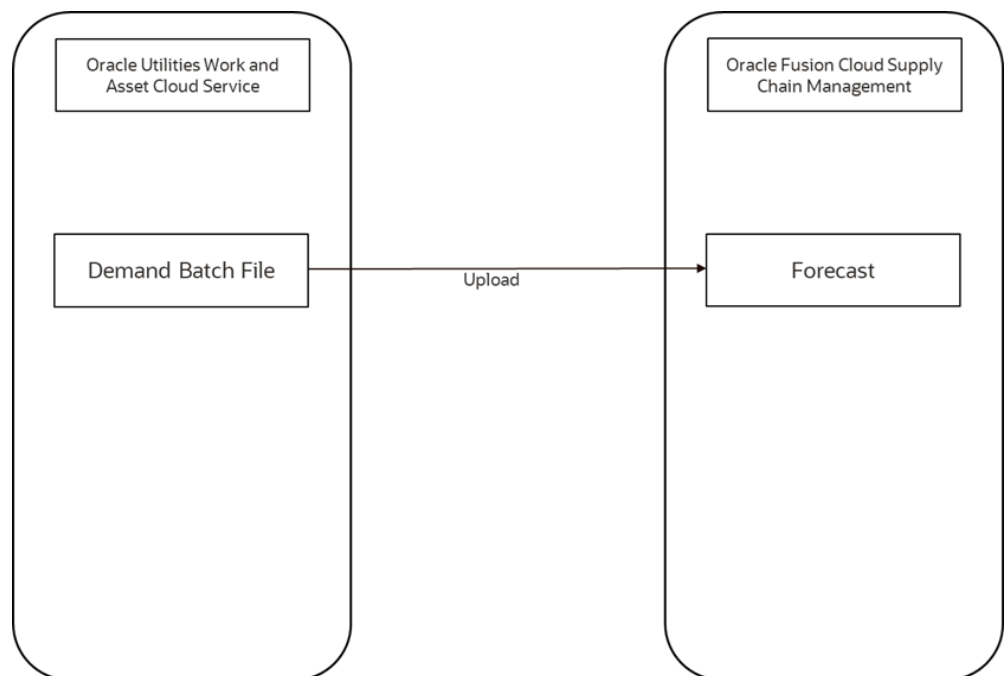 Oracle Utilities Work and
Asset Cloud Service
Oracle Fusion Cloud Supply
Chain Management
Demand Batch File
Upload
Forecast